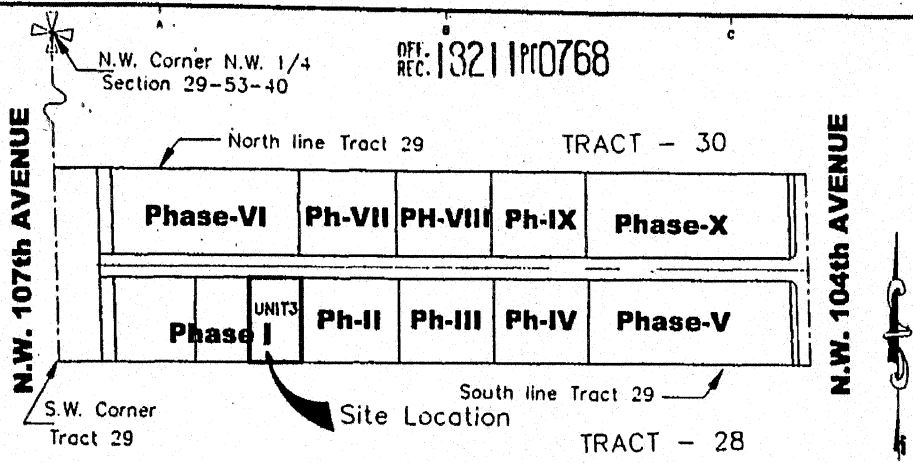 A B C
N.W. Corner N.W. 1/4
Section 29-53-40
OFF.
REC. 13211PG0768
North line Tract 29
TRACT - 30
N.W. 107th AVENUE
N.W. 104th AVENUE
Phase-VI Ph-VII PH-VIII Ph-IX Phase-X
UNIT3
Phase I Ph-II Ph-III Ph-IV Phase-V
South line Tract 29
S.W. Corner
Tract 29
Site Location
TRACT - 28